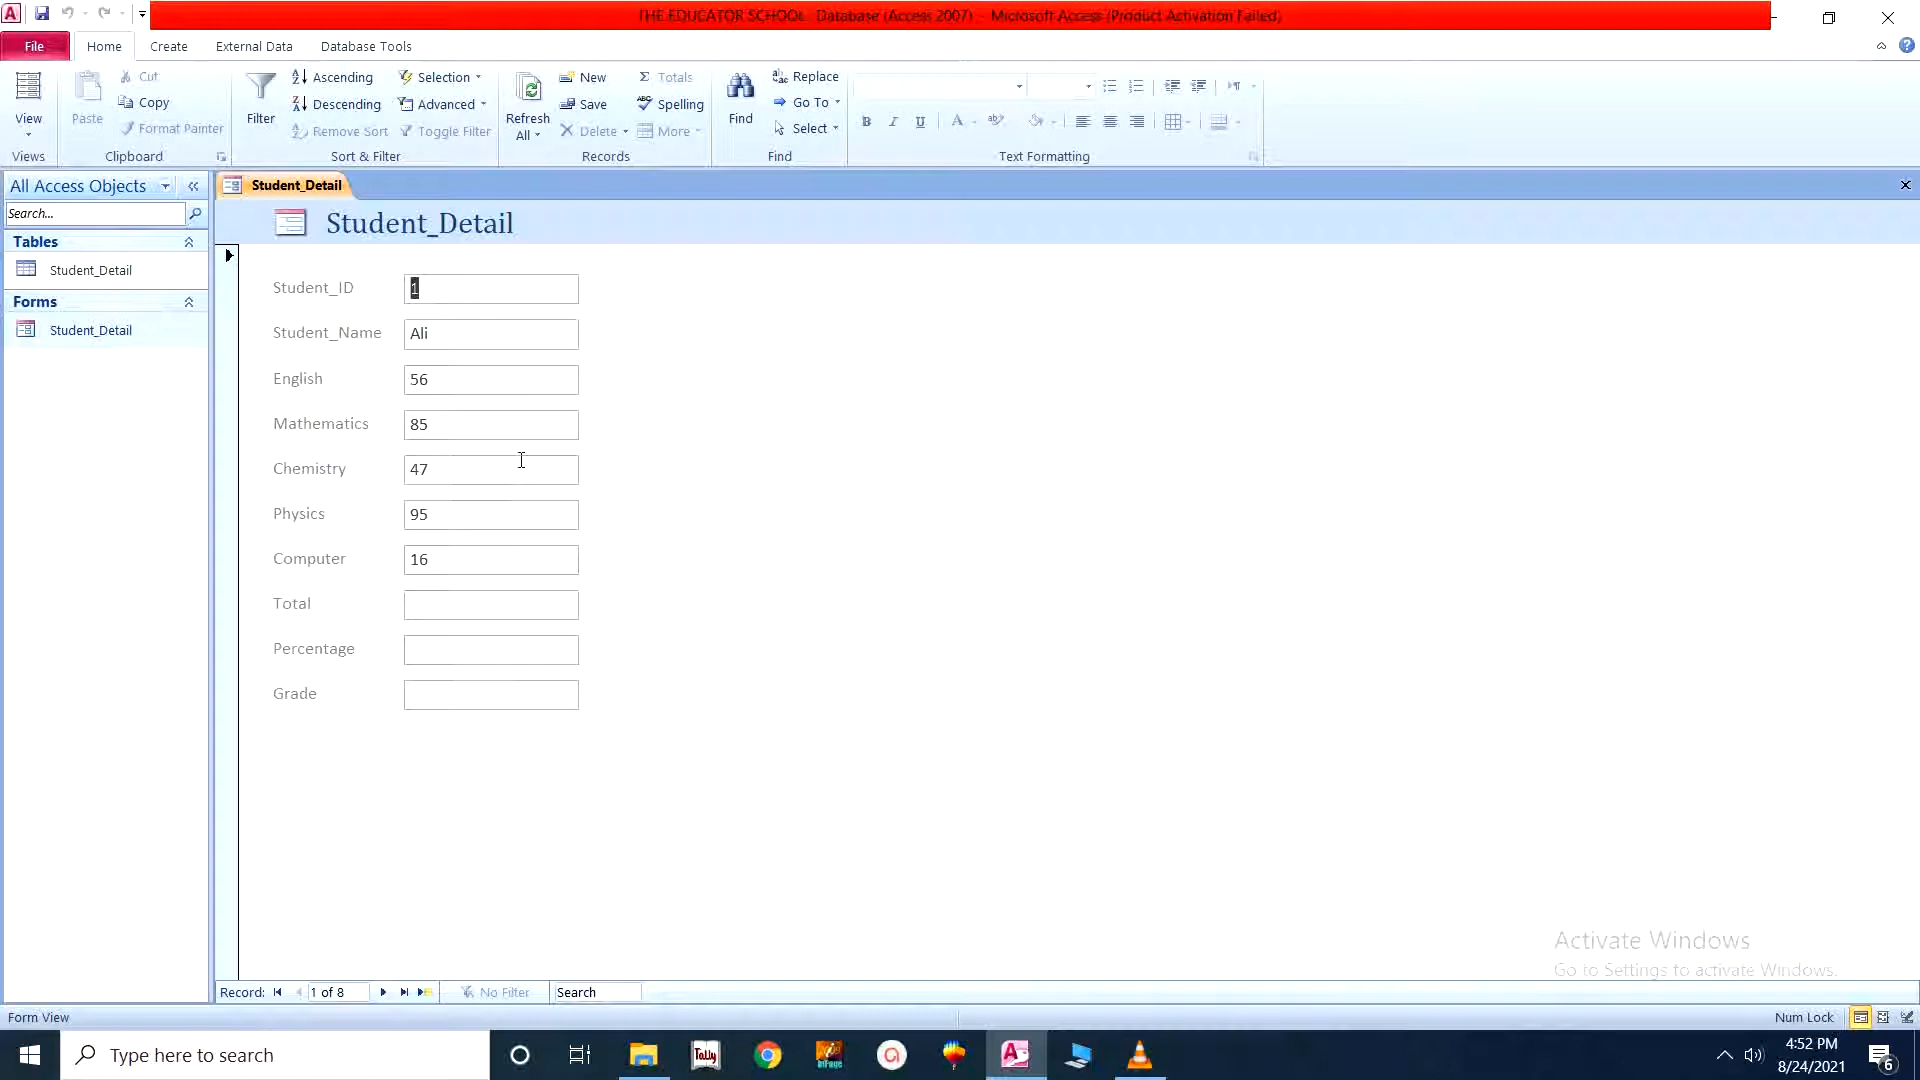 THE EDUCATOR SCHOOL : Database (Access 2007) - Microsoft Access (Product Activation Failed)
File Home Create External Data Database Tools
View
Views
Paste
Cut
Copy
Format Painter
Clipboard
Filter
Ascending
Descending
Remove Sort
Selection
Advanced
Toggle Filter
Sort & Filter
Refresh
All
New
Save
Delete
Totals
Spelling
More
Records
Find
Replace
Go To
Select
Find
B I U A
Text Formatting
All Access Objects
Search...
Tables
Student_Detail
Forms
Student_Detail
Student_Detail
Student_Detail
Student_ID 1
Student_Name Ali
English 56
Mathematics 85
Chemistry 47
Physics 95
Computer 16
Total
Percentage
Grade
Activate Windows
Go to Settings to activate Windows.
Record: 1 of 8 No Filter Search
Form View
Num Lock
Type here to search
Tally
InPage
4:52 PM
8/24/2021
6